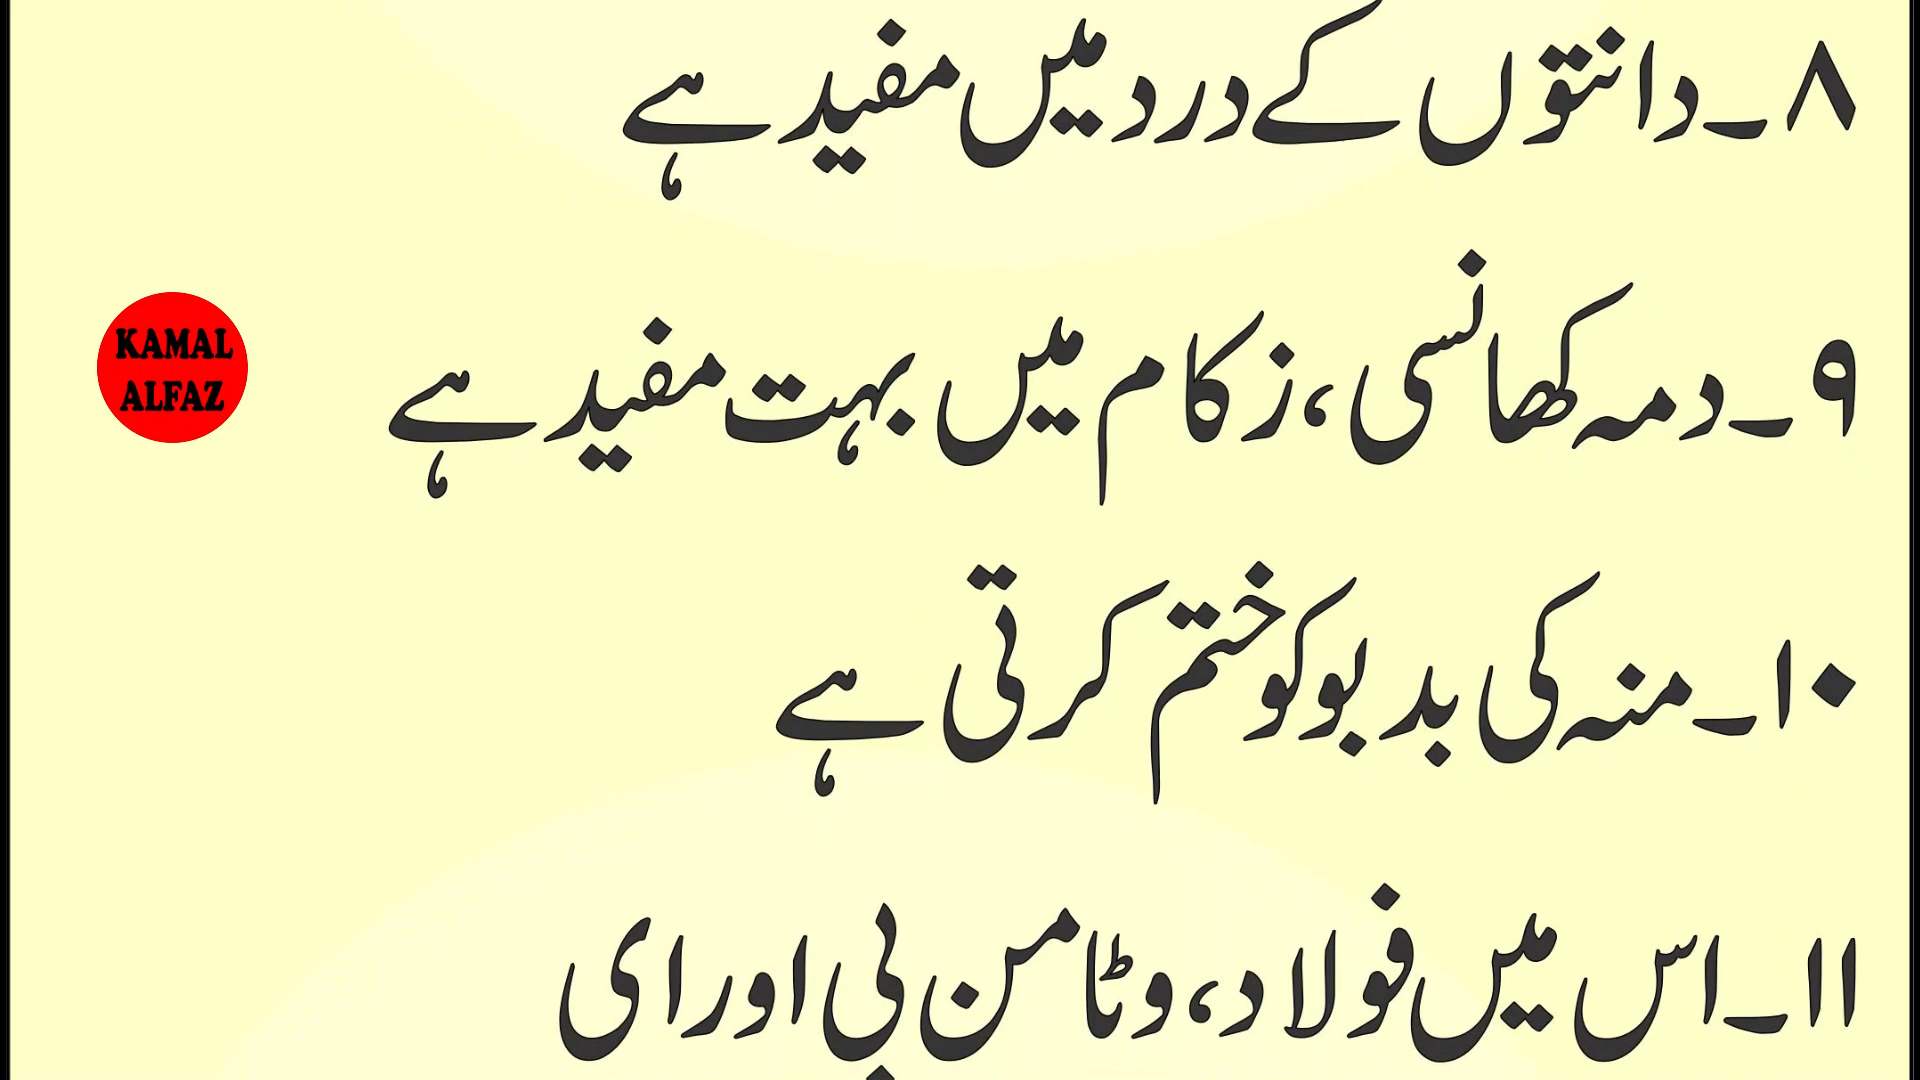 ۸۔دانتوں کے درد میں مفید ہے
۹۔دمہ کھانسی، زکام میں بہت مفید ہے
KAMAL
ALFAZ
۱۰۔منہ کی بدبو کو ختم کرتی ہے
۱۱۔اس میں فولاد، وٹامن بی اور ای